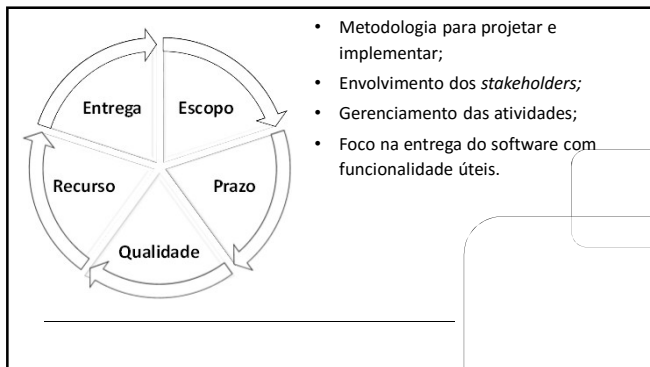 Entrega
Escopo
Recurso
Prazo
Qualidade
• Metodologia para projetar e
implementar;
• Envolvimento dos stakeholders;
• Gerenciamento das atividades;
• Foco na entrega do software com
funcionalidade úteis.